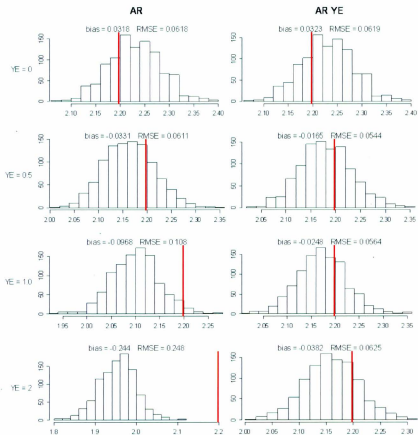 AR AR YE
bias = 0.0318 RMSE = 0.0618 bias = 0.0323 RMSE = 0.0619
YE = 0
0 50 100 150 0 50 100 150
2.10 2.15 2.20 2.25 2.30 2.35 2.40 2.10 2.15 2.20 2.25 2.30 2.35 2.40
bias = -0.0331 RMSE = 0.0611 bias = -0.0165 RMSE = 0.0544
YE = 0.5
0 50 100 150 0 50 100 150
2.00 2.05 2.10 2.15 2.20 2.25 2.30 2.35 2.05 2.10 2.15 2.20 2.25 2.30 2.35
bias = -0.0968 RMSE = 0.108 bias = -0.0248 RMSE = 0.0564
YE = 1.0
0 50 100 150 0 50 100 150
1.95 2.00 2.05 2.10 2.15 2.20 2.25 2.05 2.10 2.15 2.20 2.25 2.30 2.35
bias = -0.244 RMSE = 0.248 bias = -0.0382 RMSE = 0.0625
YE = 2
0 50 100 150 0 50 100 150
1.8 1.9 2.0 2.1 2.2 2.00 2.05 2.10 2.15 2.20 2.25 2.30